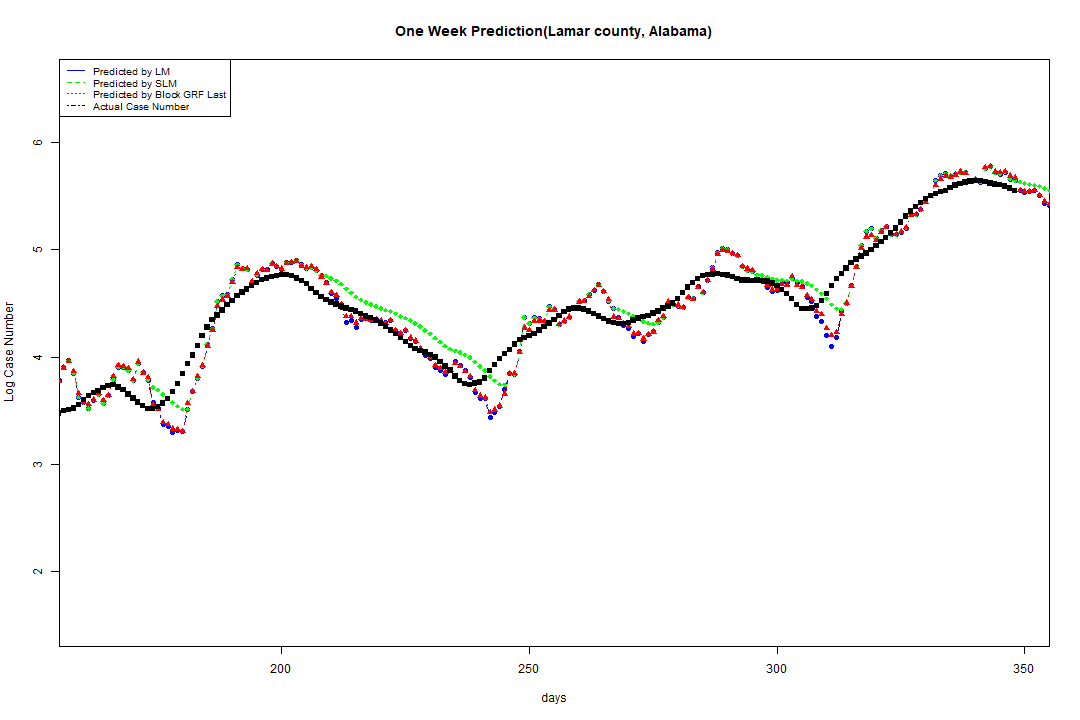 One Week Prediction(Lamar county, Alabama)
Predicted by LM
Predicted by SLM
Predicted by Block GRF Last
Actual Case Number
6
5
4
3
2
Log Case Number
200 250 300 350
days